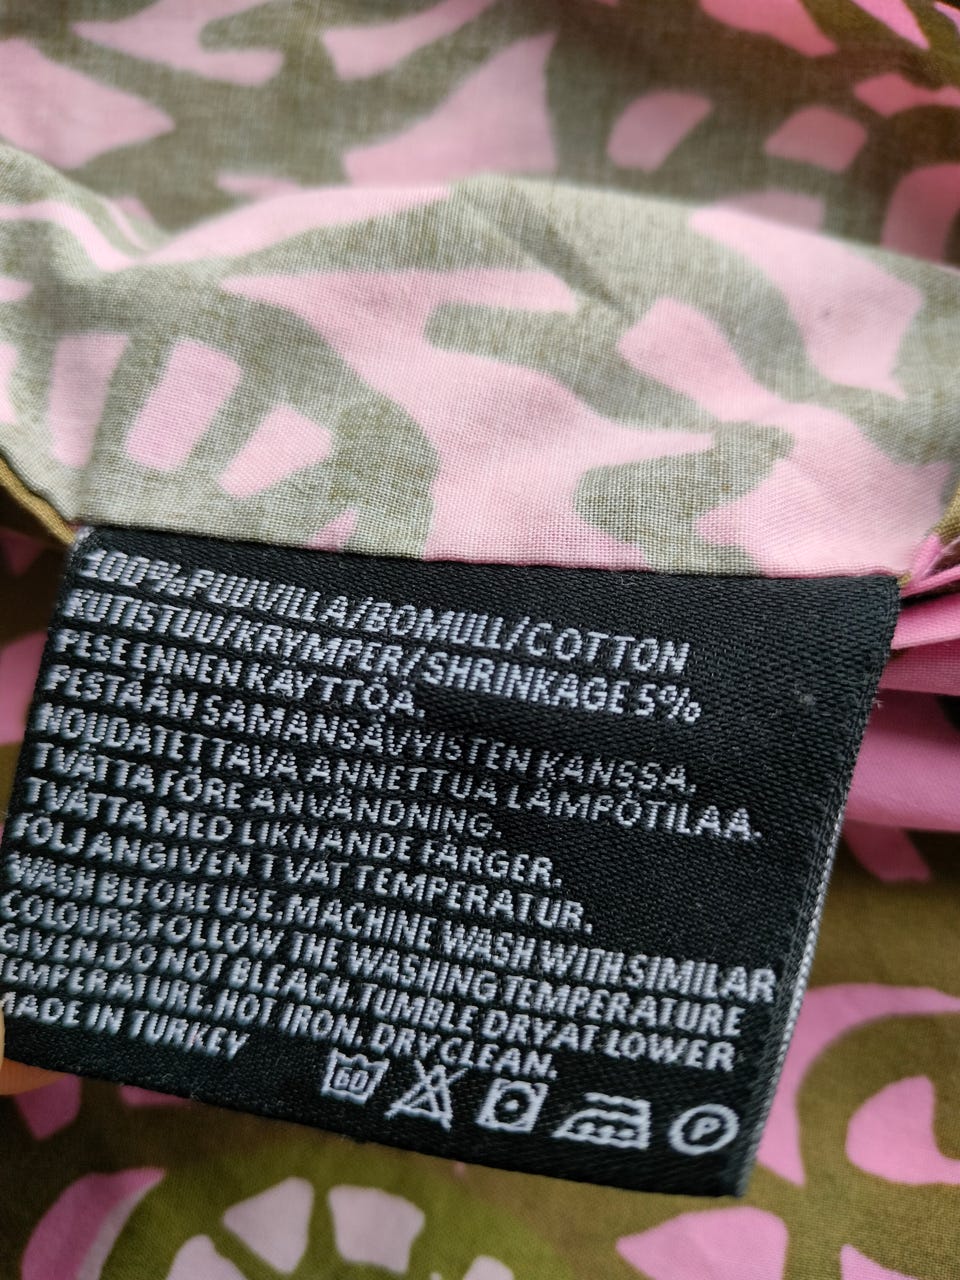 100% PUUVILLA/BOMULL/COTTON
KUTISTUU/KRYMPER/SHRINKAGE 5%
PESE ENNEN KÄYTTÖÄ.
PESTÄÄN SAMANSÄVYISTEN KANSSA.
NOUDATETTAVA ANNETTUA LÄMPÖTILAA.
TVÄTTA FÖRE ANVÄNDNING.
TVÄTTA MED LIKNANDE FÄRGER.
FÖLJ ANGIVEN TVÄTTEMPERATUR.
WASH BEFORE USE. MACHINE WASH WITH SIMILAR
COLOURS. FOLLOW THE WASHING TEMPERATURE
GIVEN. DO NOT BLEACH. TUMBLE DRY AT LOWER
TEMPERATURE. HOT IRON. DRY CLEAN.
MADE IN TURKEY
60 P